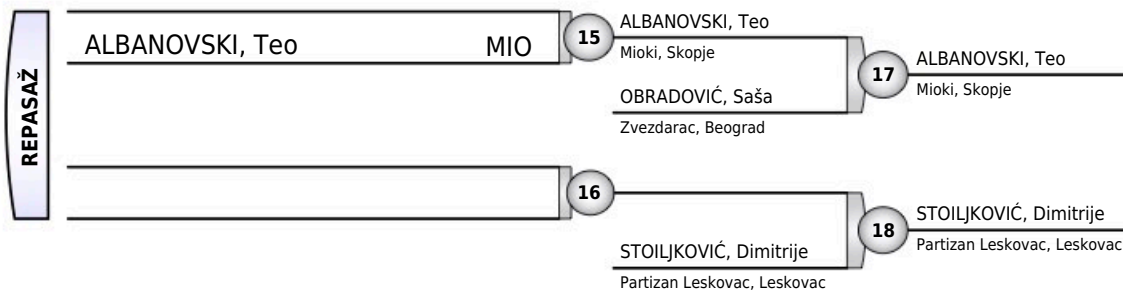 REPASAŽ
ALBANOVSKI, Teo MIO
15
ALBANOVSKI, Teo
Mioki, Skopje
OBRADOVIĆ, Saša
Zvezdarac, Beograd
17
ALBANOVSKI, Teo
Mioki, Skopje
16
STOILJKOVIĆ, Dimitrije
Partizan Leskovac, Leskovac
18
STOILJKOVIĆ, Dimitrije
Partizan Leskovac, Leskovac